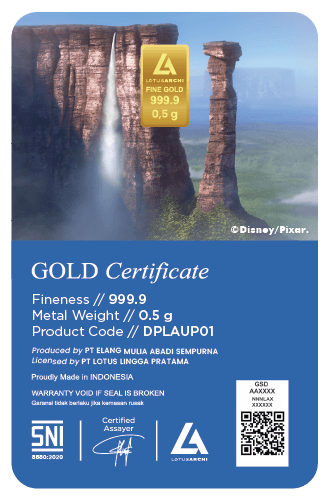 LOTUSARCHI
FINE GOLD
999.9
0,5 g
©Disney/Pixar.
GOLD Certificate
Fineness // 999.9
Metal Weight // 0.5 g
Product Code // DPLAUP01
Produced by PT ELANG MULIA ABADI SEMPURNA
Licensed by PT LOTUS LINGGA PRATAMA
Proudly Made in INDONESIA
WARRANTY VOID IF SEAL IS BROKEN
Garansi tidak berlaku jika kemasan rusak
SNI
8880:2020
Certified
Assayer
LOTUSARCHI
GSD
AAXXXX
NNNLAX
XXXXXX